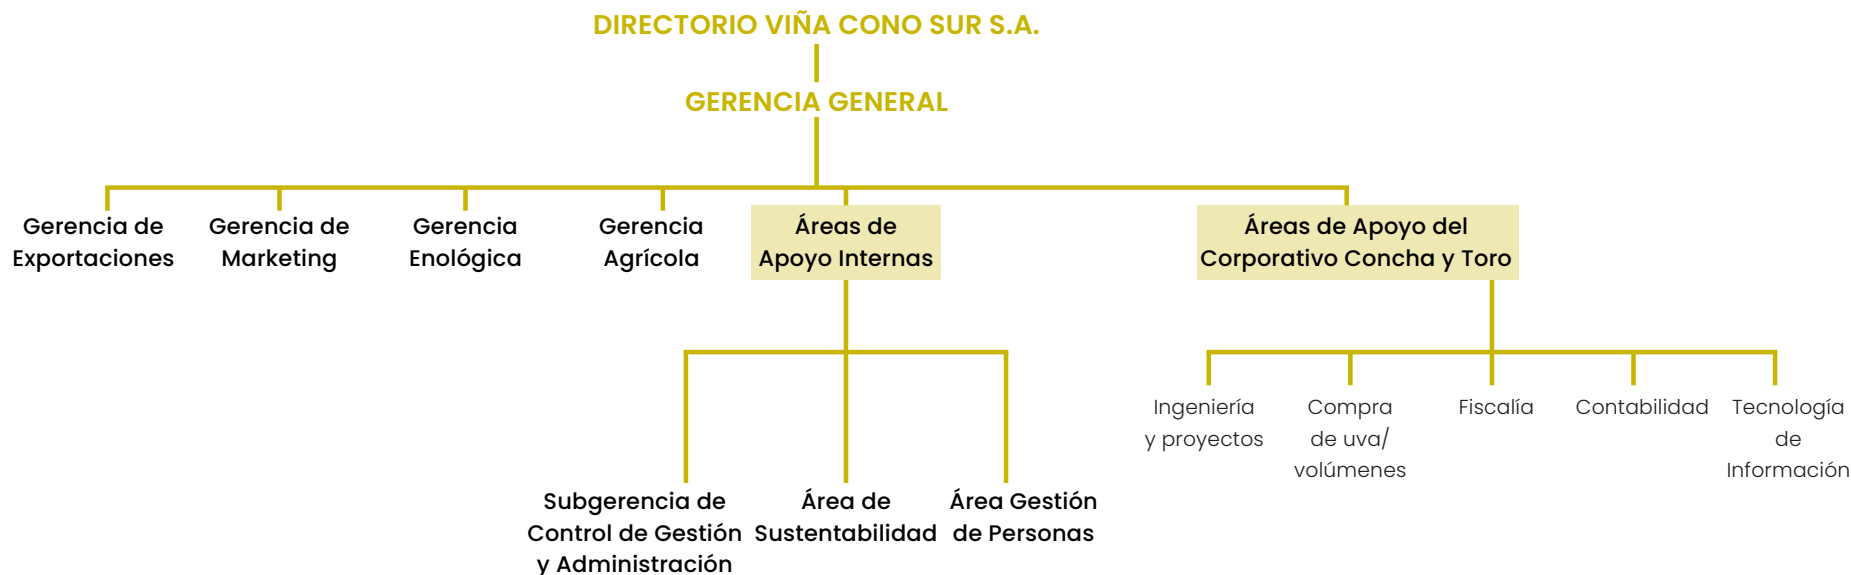 DIRECTORIO VIÑA CONO SUR S.A.
GERENCIA GENERAL
Gerencia de
Exportaciones
Gerencia de
Marketing
Gerencia
Enológica
Gerencia
Agrícola
Áreas de
Apoyo Internas
Áreas de Apoyo del
Corporativo Concha y Toro
Subgerencia de
Control de Gestión
y Administración
Área de
Sustentabilidad
Área Gestión
de Personas
Ingeniería
y proyectos
Compra
de uva/
volúmenes
Fiscalía
Contabilidad
Tecnología
de
Información